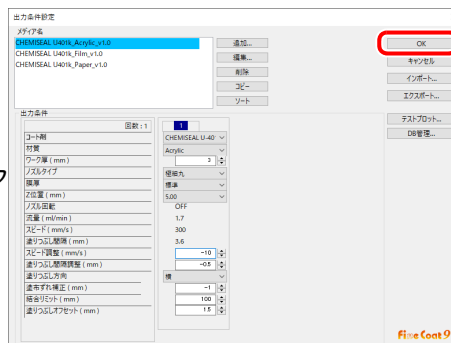 出力条件設定
メディア名
CHEMISEAL U401k_Acrylic_v1.0
CHEMISEAL U401k_Film_v1.0
CHEMISEAL U401k_Paper_v1.0
追加...
編集...
削除
コピー
ソート
OK
キャンセル
インポート...
エクスポート...
テストプロット...
DB管理...
出力条件
回数 : 1
1
コート剤 CHEMISEAL U-40
材質 Acrylic
ワーク厚 ( mm ) 3
ノズルタイプ 極細丸
膜厚 標準
Z位置 ( mm ) 5.00
ノズル回転 OFF
流量 ( ml/min ) 1.7
スピード ( mm/s ) 300
塗りつぶし間隔 ( mm ) 3.6
スピード調整 ( mm/s ) -10
塗りつぶし間隔調整 ( mm ) -0.5
塗りつぶし方向 横
塗布ずれ補正 ( mm ) -1
結合リミット ( mm ) 100
塗りつぶしオフセット ( mm ) 1.5
Fine Coat 9